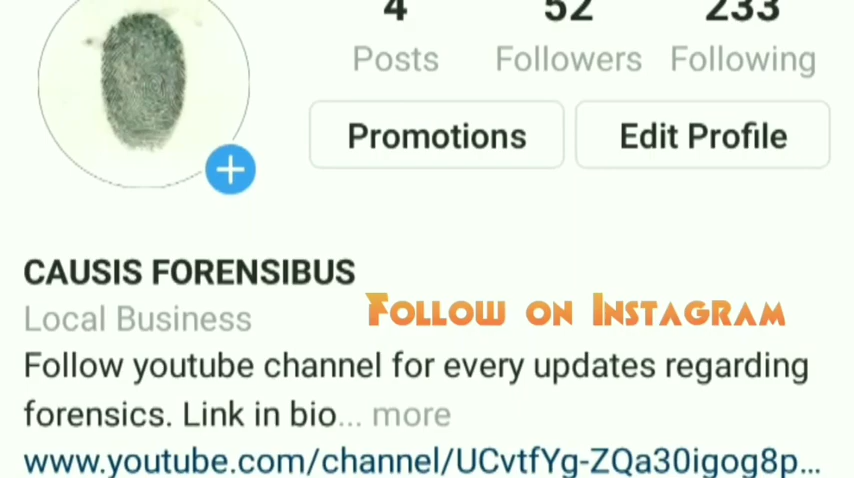 4 52 233
Posts Followers Following
Promotions Edit Profile
CAUSIS FORENSIBUS
Local Business
FOLLOW ON INSTAGRAM
Follow youtube channel for every updates regarding
forensics. Link in bio... more
www.youtube.com/channel/UCvtfYg-ZQa30igog8p...